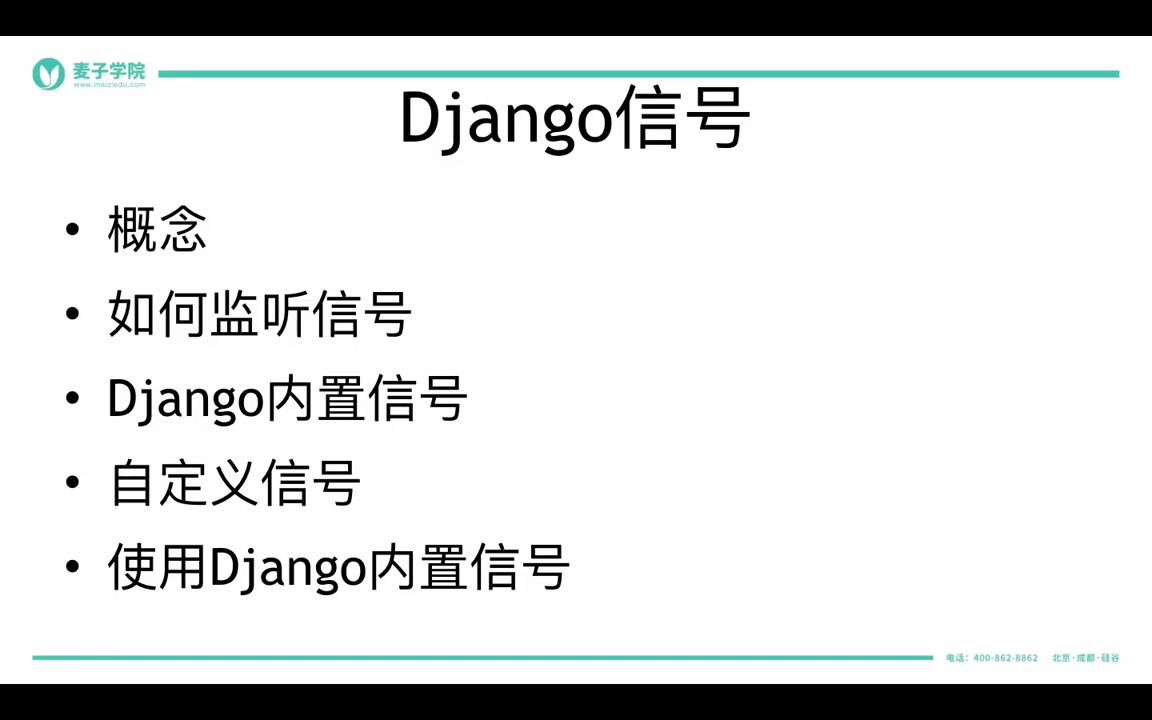 麦子学院
www.maiziedu.com
Django信号
• 概念
• 如何监听信号
• Django内置信号
• 自定义信号
• 使用Django内置信号
电话：400-862-8862 北京·成都·硅谷